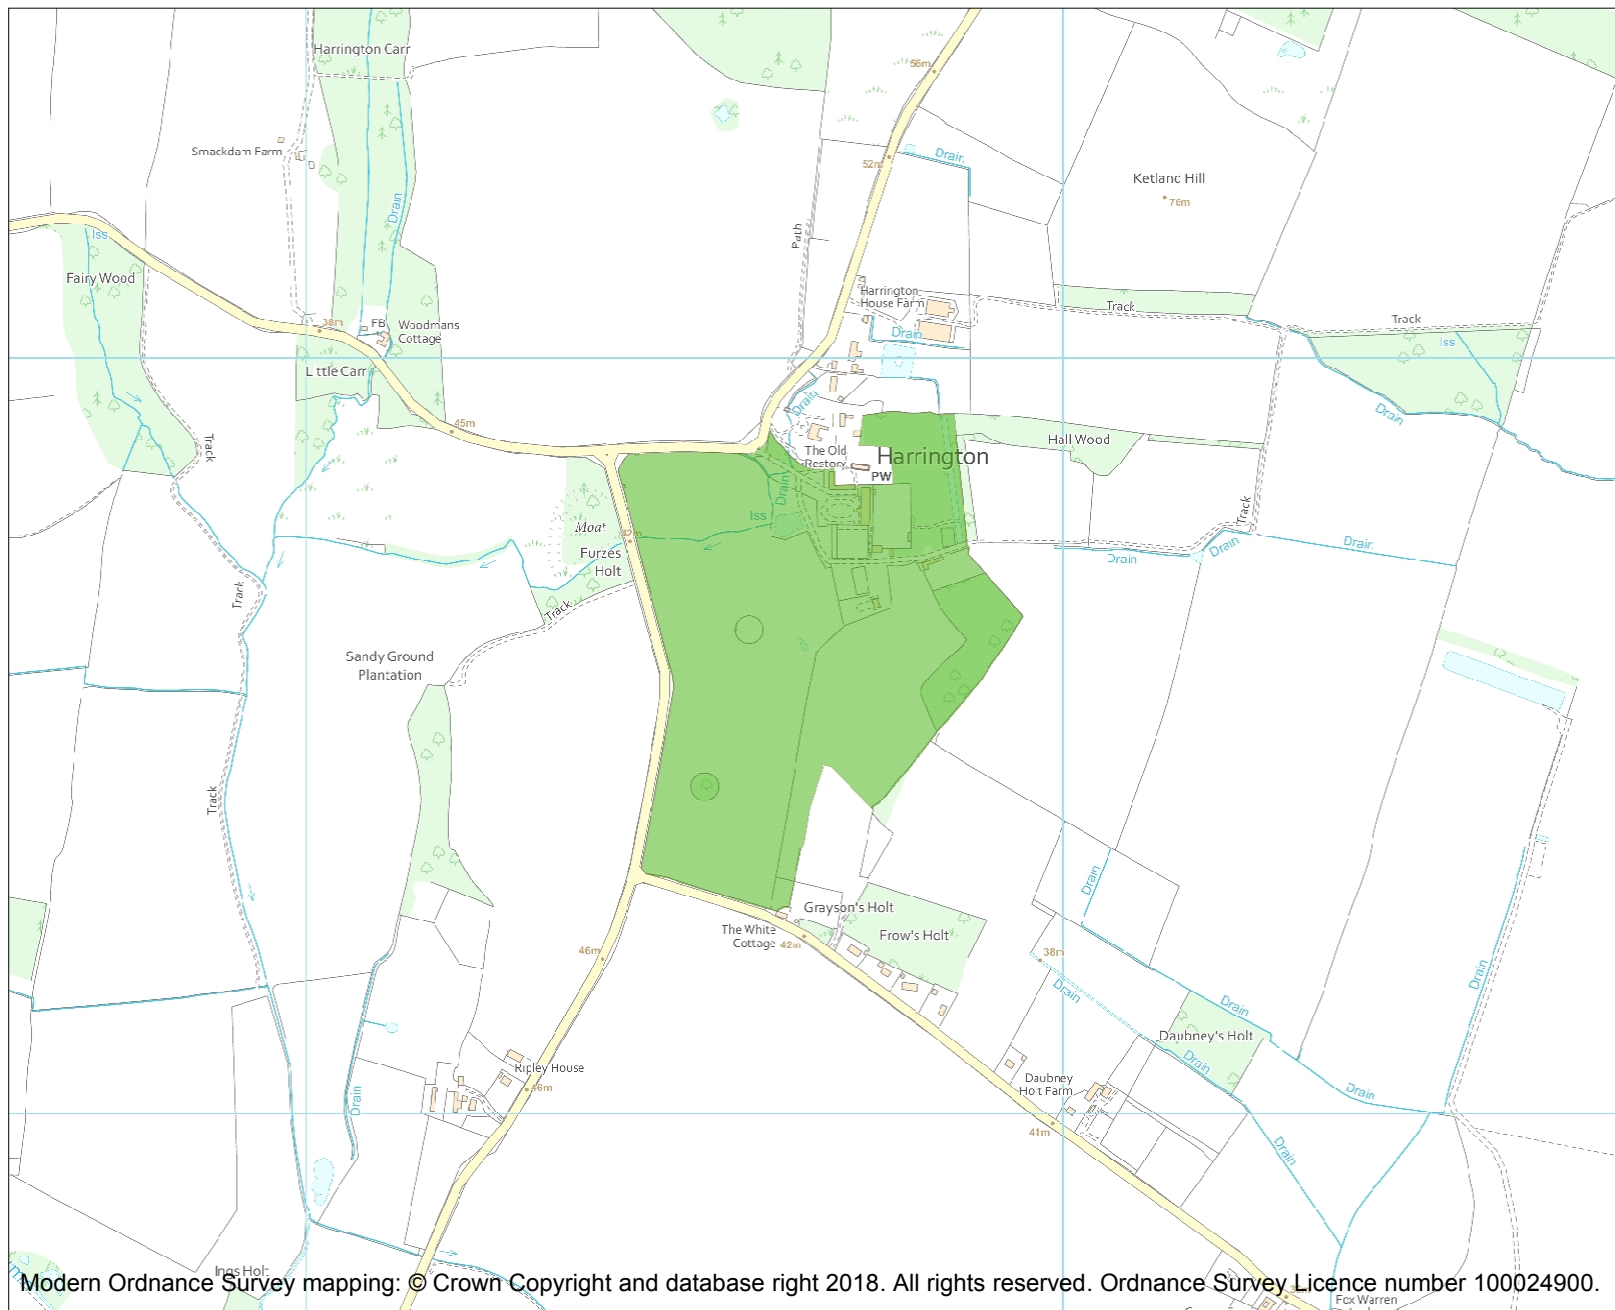 Harrington Carr
56m
Smackdam Farm
Drain
52m
Ketland Hill
76m
Drain
Path
Iss
Fairy Wood
Harrington
House Farm
Track
Track
38m
FB
Woodmans
Cottage
Drain
Iss
Little Carr
Drain
Drain
45m
Track
The Old
Rectory
Harrington
PW
Hall Wood
Drain
Iss
Track
Moat
42m
Furzes
Holt
Drain
Drain
Drain
Track
Track
Sandy Ground
Plantation
Track
Drain
Grayson's Holt
The White
Cottage
42m
Frow's Holt
46m
38m
Drain
Drain
Drain
Daubney's Holt
Drain
Ripley House
46m
Daubney
Holt Farm
Drain
Drain
41m
Drain
Ings Holt
Modern Ordnance Survey mapping: © Crown Copyright and database right 2018. All rights reserved. Ordnance Survey Licence number 100024900.
Fox Warren